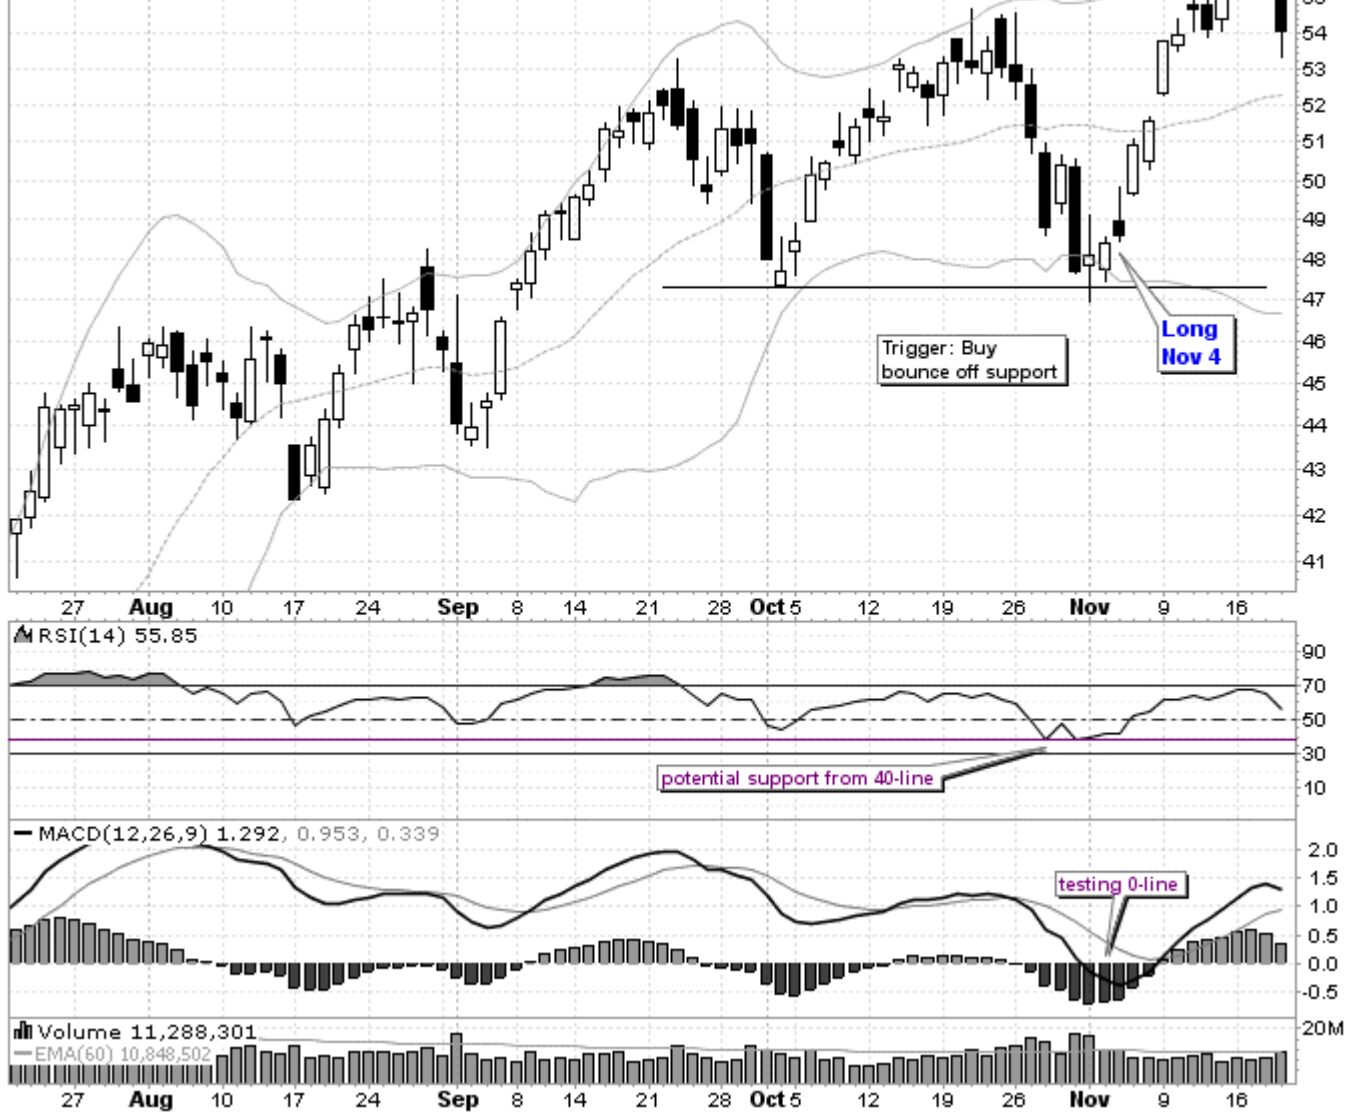 54
53
52
51
50
49
48
47
46
45
44
43
42
41
Trigger: Buy
bounce off support
Long
Nov 4
27 Aug 10 17 24 Sep 8 14 21 28 Oct 5 12 19 26 Nov 9 16
RSI(14) 55.85
90
70
50
30
10
potential support from 40-line
MACD(12,26,9) 1.292, 0.953, 0.339
2.0
1.5
1.0
0.5
0.0
-0.5
testing 0-line
Volume 11,288,301
EMA(60) 10,848,502
20M
27 Aug 10 17 24 Sep 8 14 21 28 Oct 5 12 19 26 Nov 9 16